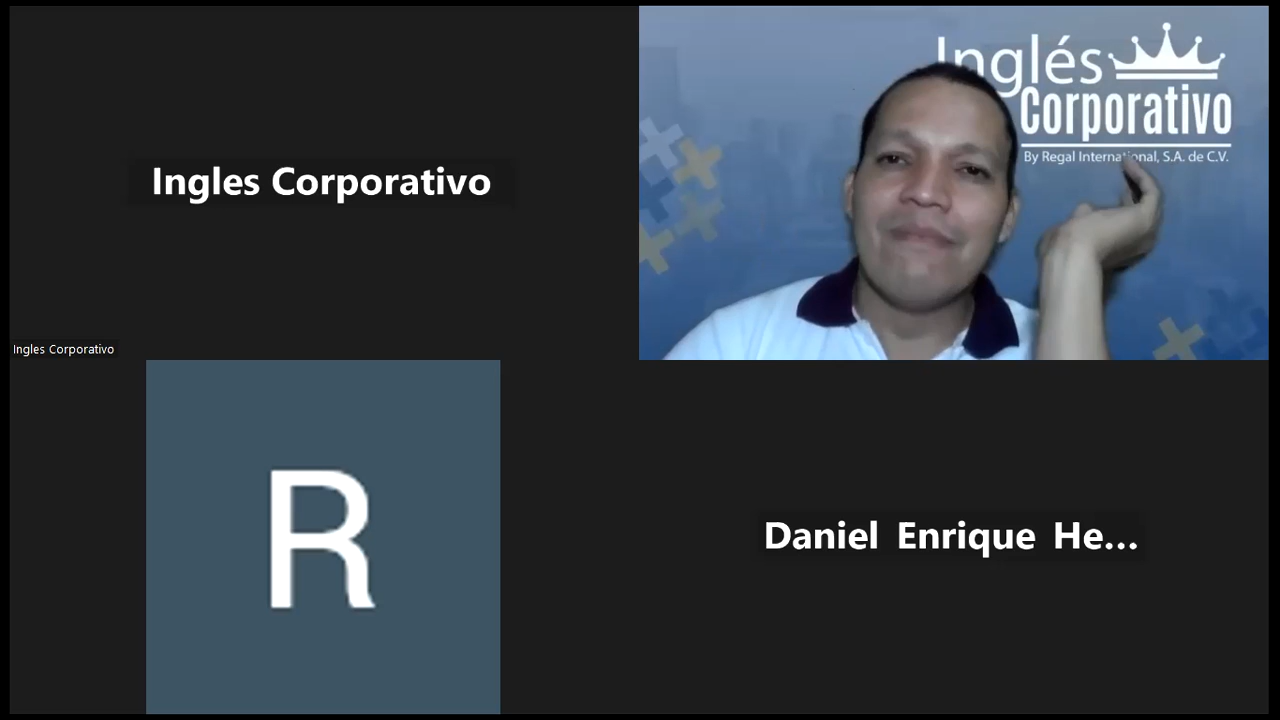 Ingles Corporativo
Inglés
Corporativo
By Regal International, S.A. de C.V.
Ingles Corporativo
R
Daniel Enrique He...